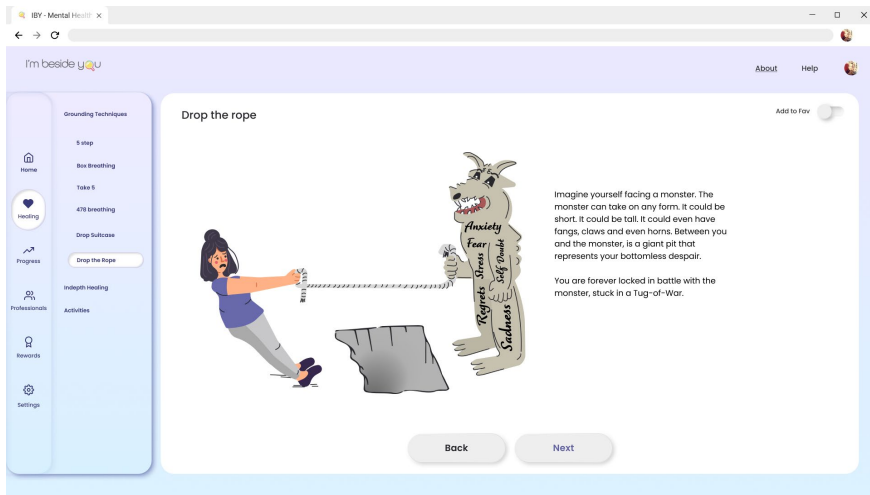 IBY - Mental Health
I'm beside you
About
Help
Home
Healing
Progress
Professionals
Rewards
Settings
Grounding Techniques
5 step
Box Breathing
Take 5
478 breathing
Drop Suitcase
Drop the Rope
Indepth Healing
Activities
Drop the rope
Add to Fav
Anxiety
Fear
Stress
Self Doubt
Regrets
Sadness
Imagine yourself facing a monster. The
monster can take on any form. It could be
short. It could be tall. It could even have
fangs, claws and even horns. Between you
and the monster, is a giant pit that
represents your bottomless despair.
You are forever locked in battle with the
monster, stuck in a Tug-of-War.
Back
Next